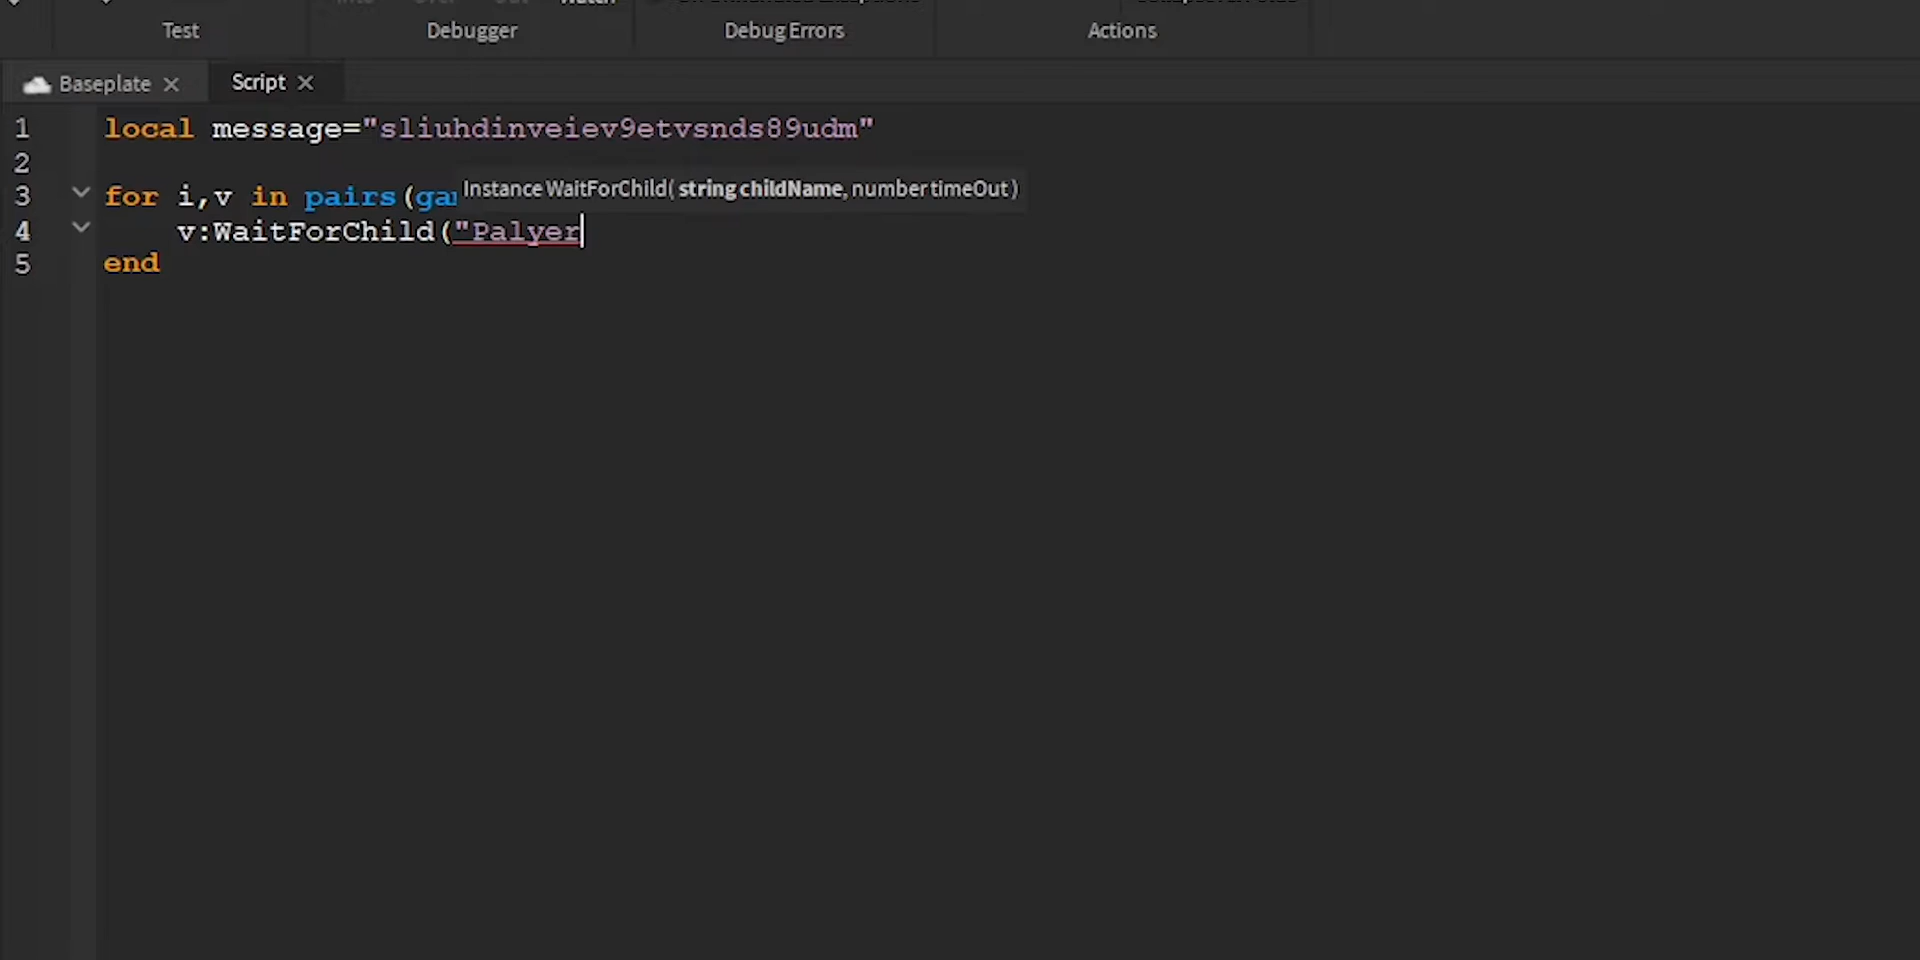 Watch
Test Debugger Debug Errors Actions
Baseplate Script
1 local message="sliuhdinveiev9etvsnds89udm"
2
3 for i,v in pairs(
Instance WaitForChild( string childName, number timeOut )
4 v:WaitForChild("Palyer
5 end